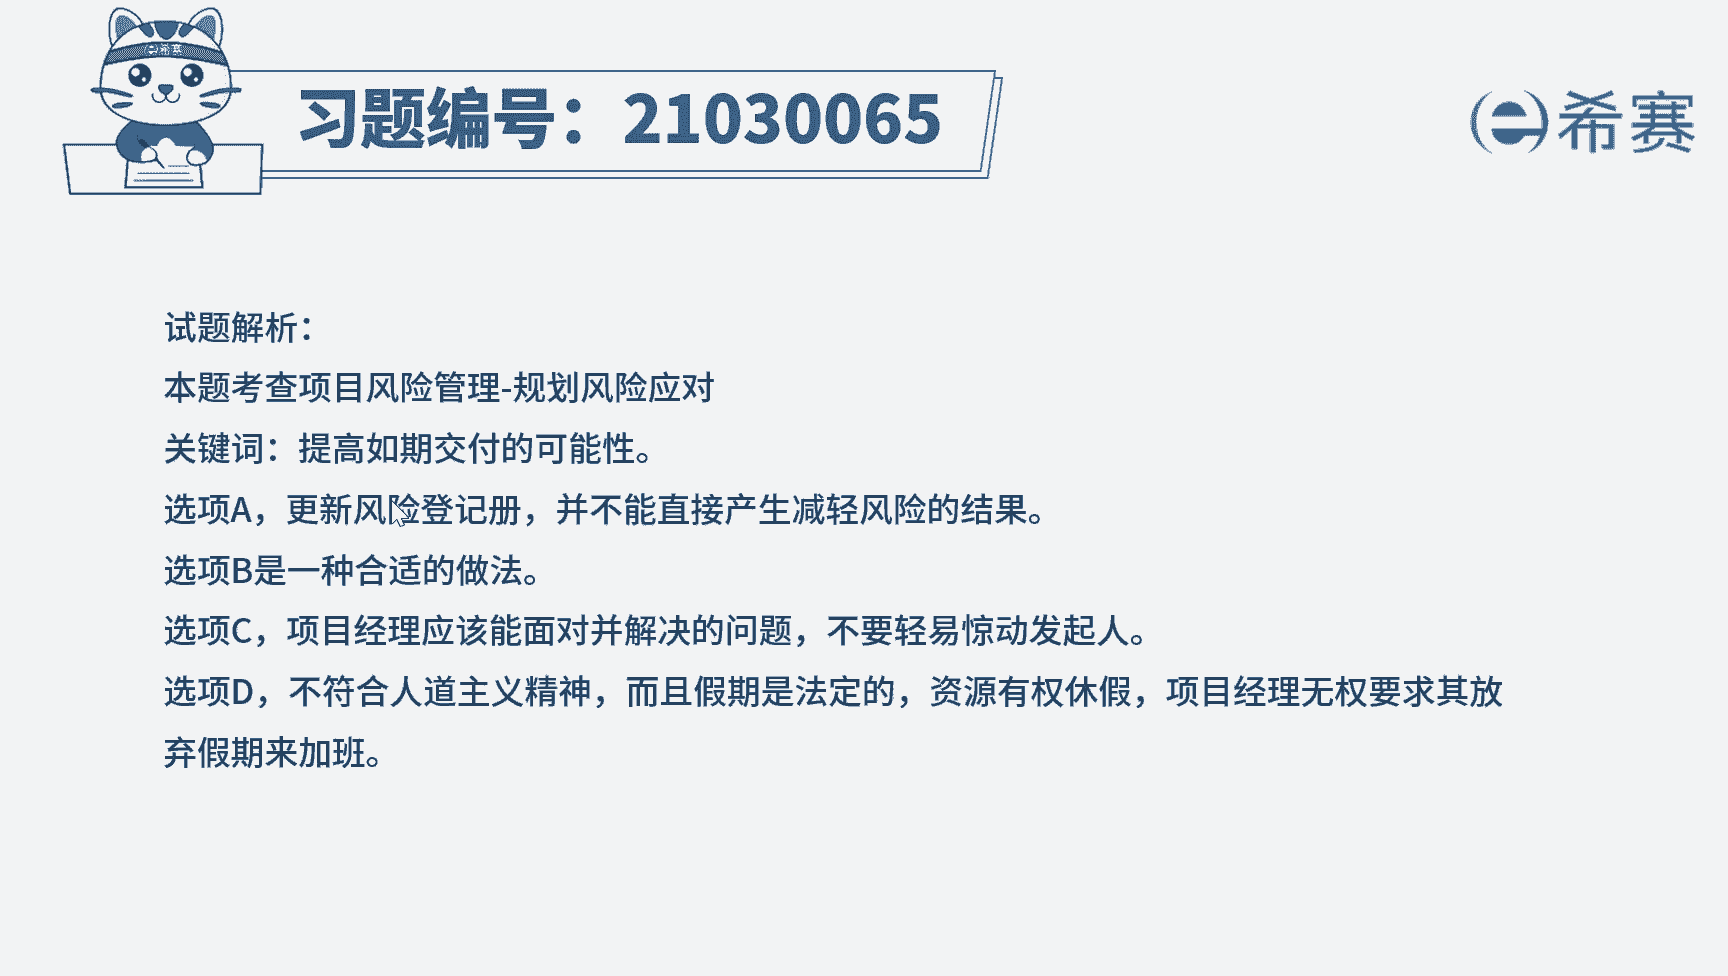 希赛
习题编号：21030065
希赛
试题解析：
本题考查项目风险管理-规划风险应对
关键词：提高如期交付的可能性。
选项A，更新风险登记册，并不能直接产生减轻风险的结果。
选项B是一种合适的做法。
选项C，项目经理应该能面对并解决的问题，不要轻易惊动发起人。
选项D，不符合人道主义精神，而且假期是法定的，资源有权休假，项目经理无权要求其放
弃假期来加班。